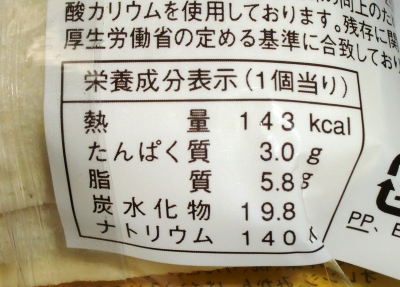 酸カリウムを使用しております。残存に関
厚生労働省の定める基準に合致してお
栄養成分表示(1個当り)
熱量 143 kcal
たんぱく質 3.0 g
脂質 5.8g
炭水化物 19.8
ナトリウム 140
PP,